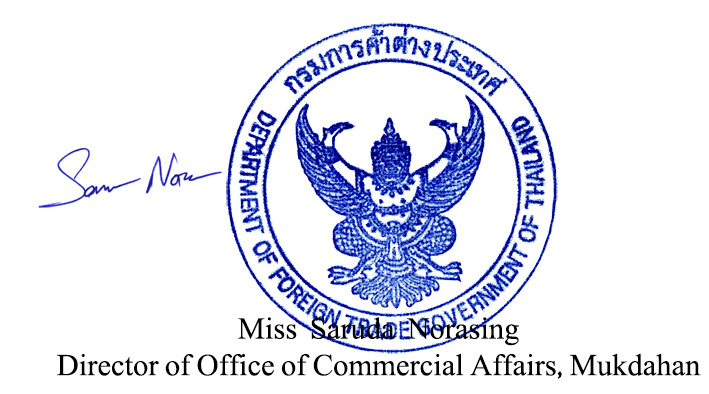 กรมการค้าต่างประเทศ
DEPARTMENT OF FOREIGN TRADE GOVERNMENT OF THAILAND
Miss Saruda Norasing
Director of Office of Commercial Affairs, Mukdahan